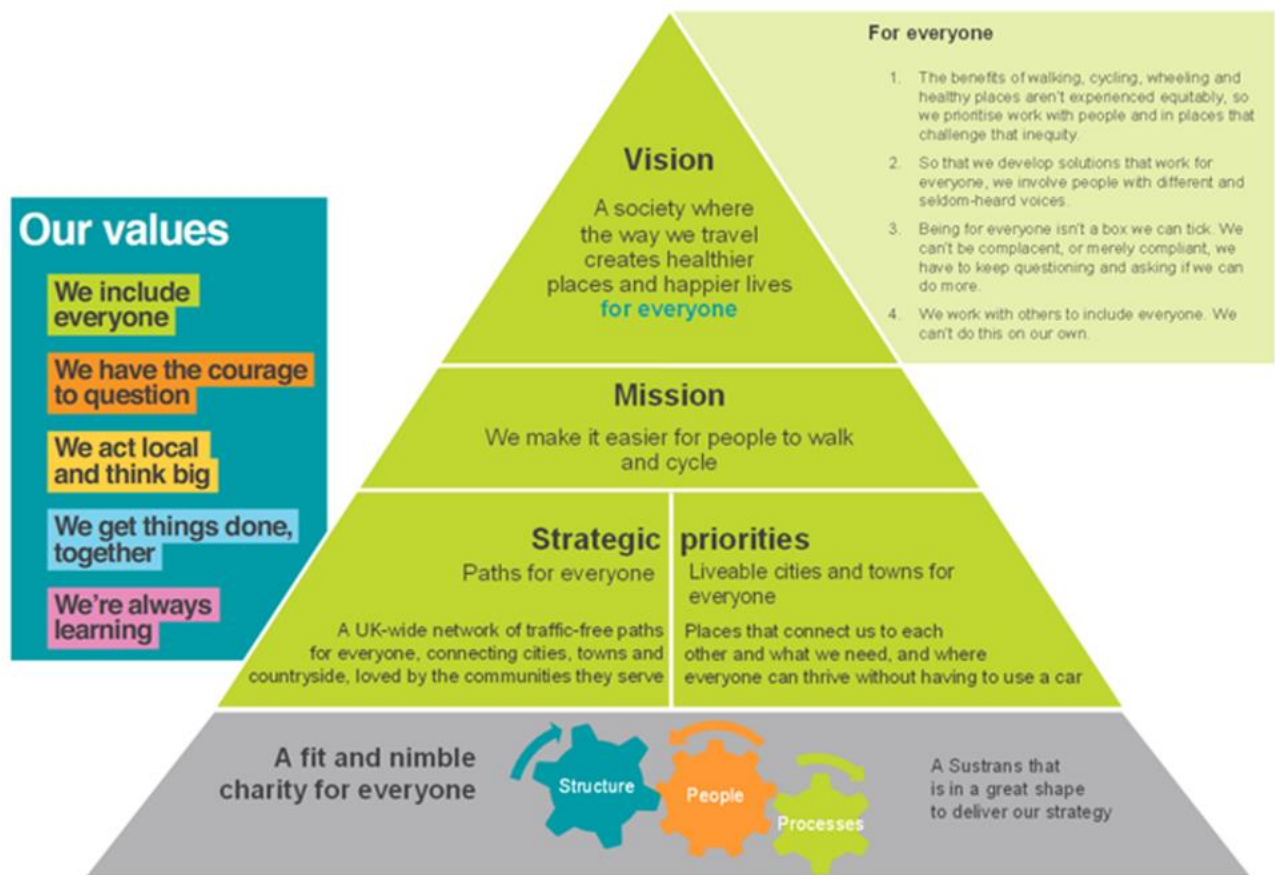 Our values
We include
everyone
We have the courage
to question
We act local
and think big
We get things done,
together
We're always
learning
Vision
A society where
the way we travel
creates healthier
places and happier lives
for everyone
For everyone
1. The benefits of walking, cycling, wheeling and
healthy places aren't experienced equitably, so
we prioritise work with people and in places that
challenge that inequity.
2. So that we develop solutions that work for
everyone, we involve people with different and
seldom-heard voices.
3. Being for everyone isn't a box we can tick. We
can't be complacent, or merely compliant, we
have to keep questioning and asking if we can
do more.
4. We work with others to include everyone. We
can't do this on our own.
Mission
We make it easier for people to walk
and cycle
Strategic priorities
Paths for everyone
A UK-wide network of traffic-free paths
for everyone, connecting cities, towns and
countryside, loved by the communities they serve
Liveable cities and towns for
everyone
Places that connect us to each
other and what we need, and where
everyone can thrive without having to use a car
A fit and nimble
charity for everyone
Structure
People
Processes
A Sustrans that
is in a great shape
to deliver our strategy